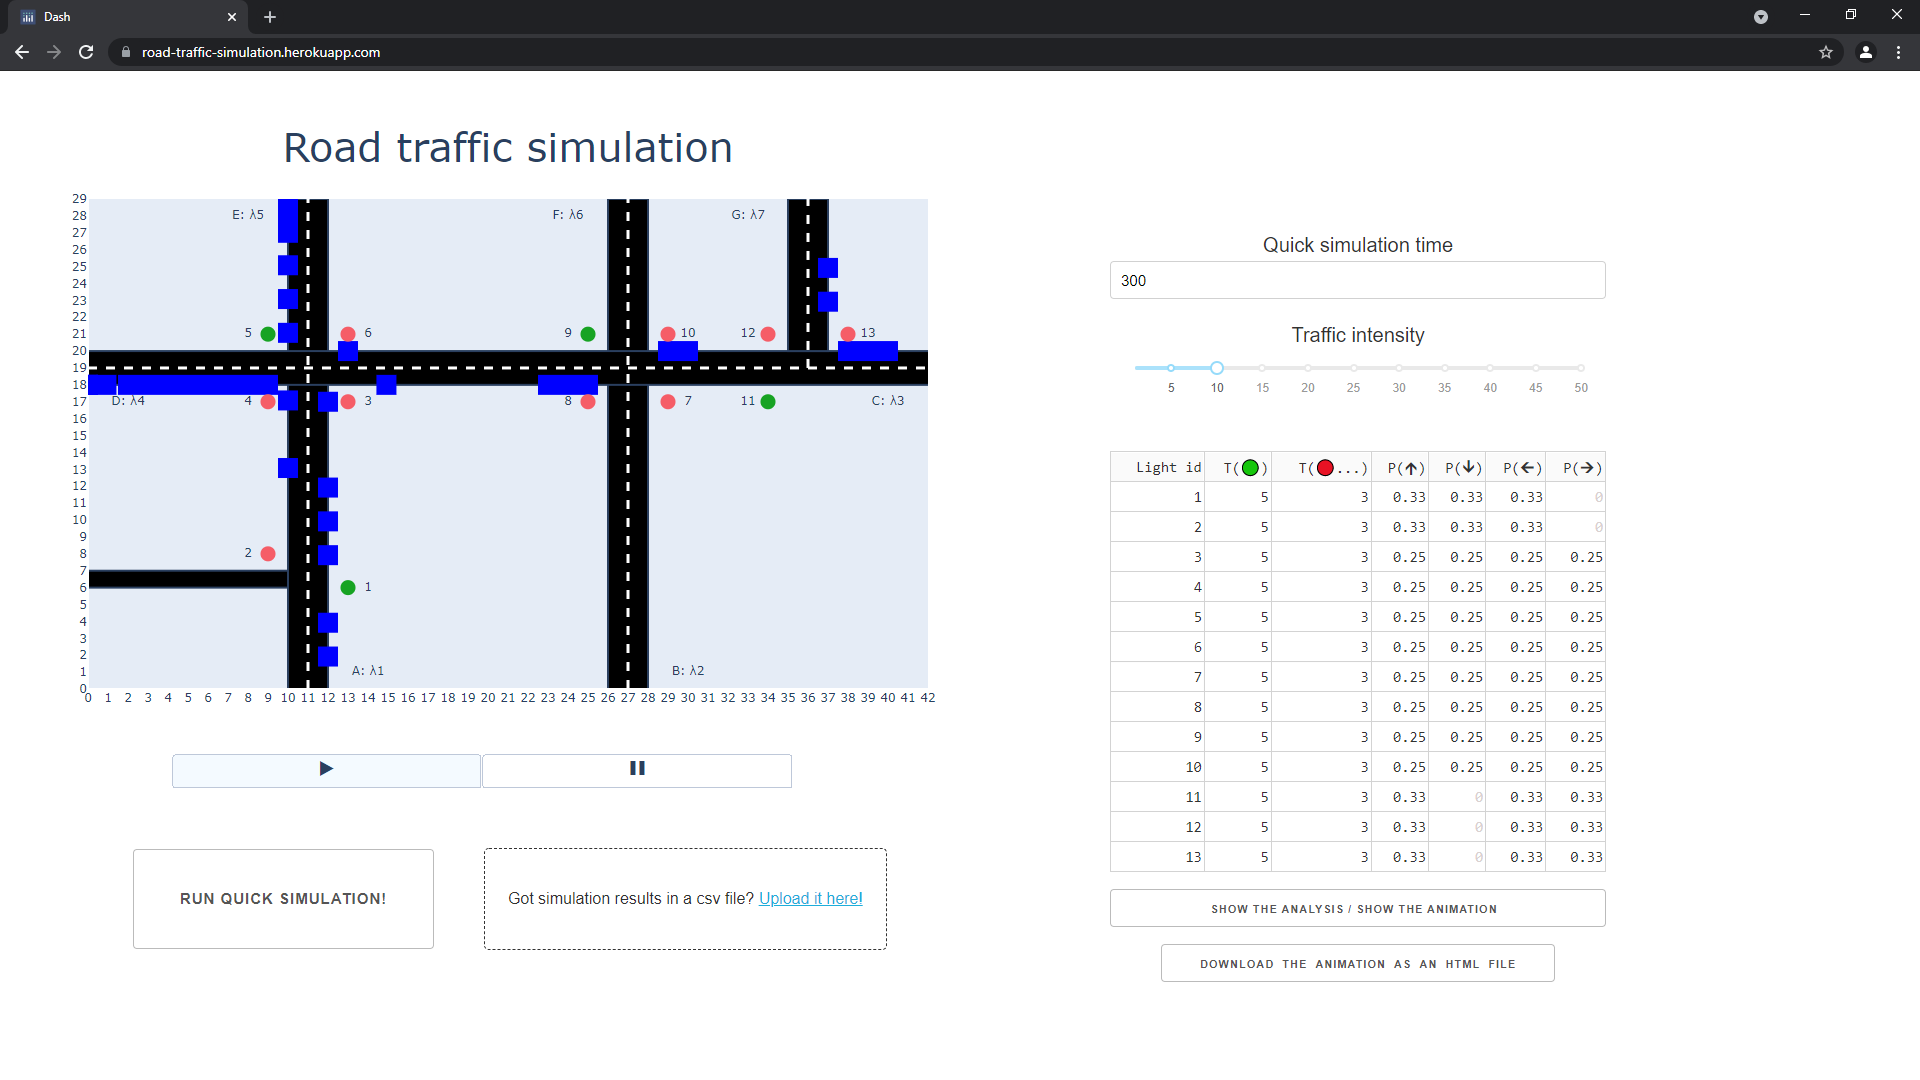 Dash
road-traffic-simulation.herokuapp.com
Road traffic simulation
29
28
27
26
25
24
23
22
21
20
19
18
17
16
15
14
13
12
11
10
9
8
7
6
5
4
3
2
1
0
E: λ5
F: λ6
G: λ7
5
6
9
10
12
13
D: λ4
4
3
8
7
11
C: λ3
2
1
A: λ1
B: λ2
0 1 2 3 4 5 6 7 8 9 10 11 12 13 14 15 16 17 18 19 20 21 22 23 24 25 26 27 28 29 30 31 32 33 34 35 36 37 38 39 40 41 42
RUN QUICK SIMULATION!
Got simulation results in a csv file? Upload it here!
Quick simulation time
300
Traffic intensity
5 10 15 20 25 30 35 40 45 50
Light id T(🟢) T(🔴...) P(↑) P(↓) P(←) P(→)
1 5 3 0.33 0.33 0.33 0
2 5 3 0.33 0.33 0.33 0
3 5 3 0.25 0.25 0.25 0.25
4 5 3 0.25 0.25 0.25 0.25
5 5 3 0.25 0.25 0.25 0.25
6 5 3 0.25 0.25 0.25 0.25
7 5 3 0.25 0.25 0.25 0.25
8 5 3 0.25 0.25 0.25 0.25
9 5 3 0.25 0.25 0.25 0.25
10 5 3 0.25 0.25 0.25 0.25
11 5 3 0.33 0 0.33 0.33
12 5 3 0.33 0 0.33 0.33
13 5 3 0.33 0 0.33 0.33
SHOW THE ANALYSIS / SHOW THE ANIMATION
DOWNLOAD THE ANIMATION AS AN HTML FILE